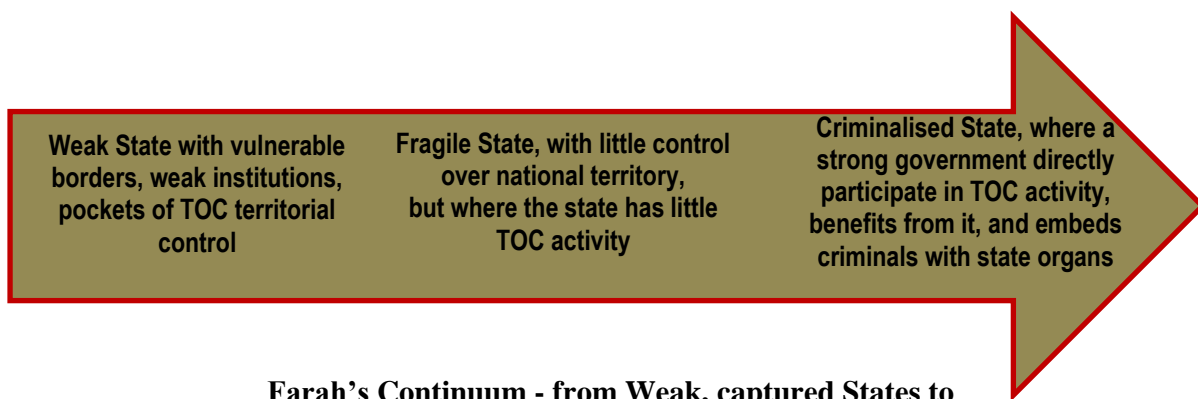 Weak State with vulnerable
borders, weak institutions,
pockets of TOC territorial
control
Fragile State, with little control
over national territory,
but where the state has little
TOC activity
Criminalised State, where a
strong government directly
participate in TOC activity,
benefits from it, and embeds
criminals with state organs
Farah's Continuum - from Weak, captured States to